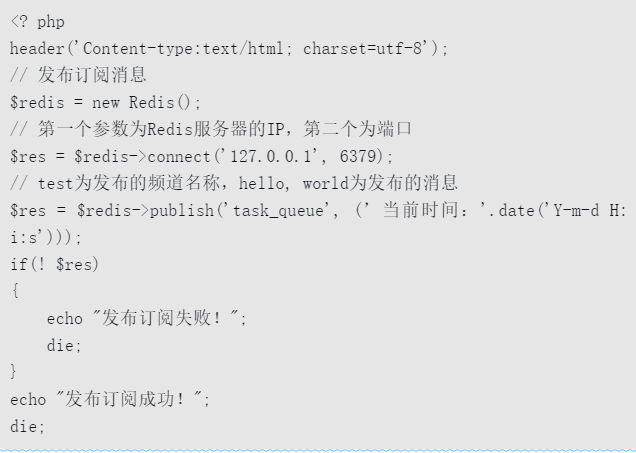 <? php
header('Content-type:text/html; charset=utf-8');
// 发布订阅消息
$redis = new Redis();
// 第一个参数为Redis服务器的IP，第二个为端口
$res = $redis->connect('127.0.0.1', 6379);
// test为发布的频道名称，hello, world为发布的消息
$res = $redis->publish('task_queue', (' 当前时间：'.date('Y-m-d H:
i:s')));
if(! $res)
{
    echo "发布订阅失败！";
    die;
}
echo "发布订阅成功！";
die;